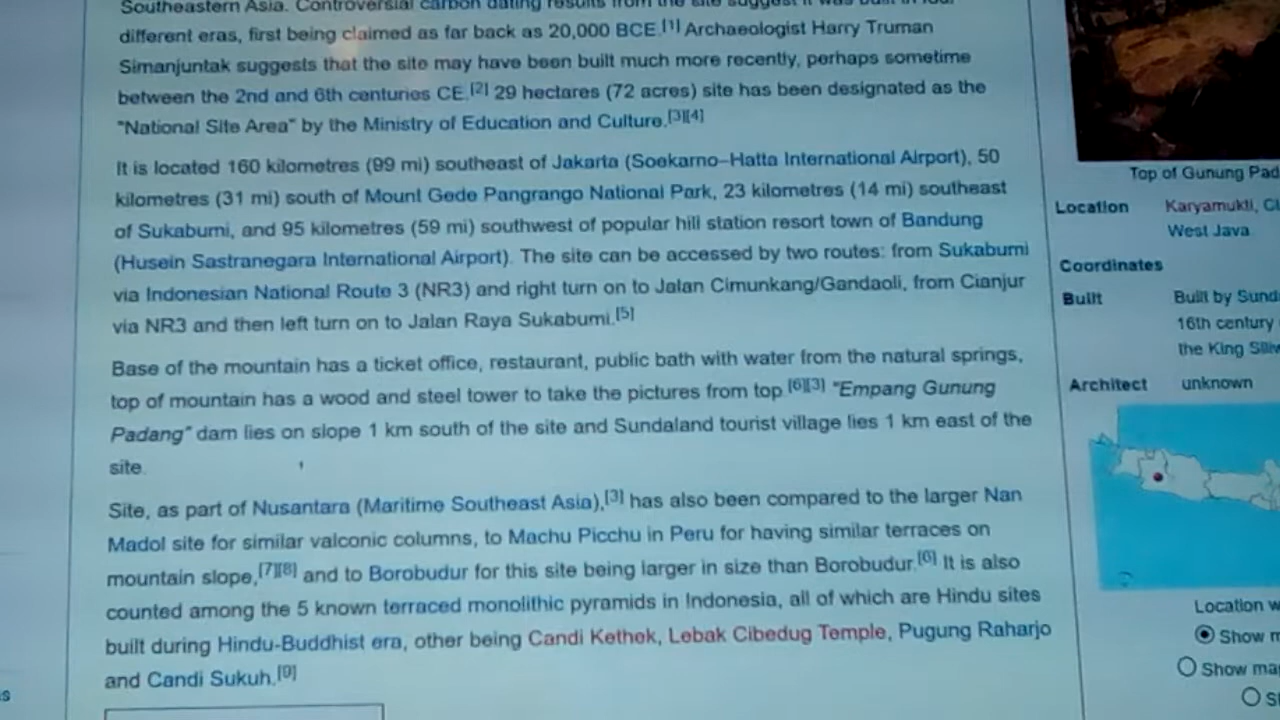 Southeastern Asia. Controversial carbon dating results from the site suggest it was built in four
different eras, first being claimed as far back as 20,000 BCE.[1] Archaeologist Harry Truman
Simanjuntak suggests that the site may have been built much more recently, perhaps sometime
between the 2nd and 6th centuries CE.[2] 29 hectares (72 acres) site has been designated as the
"National Site Area" by the Ministry of Education and Culture.[3][4]
It is located 160 kilometres (99 mi) southeast of Jakarta (Soekarno–Hatta International Airport), 50
kilometres (31 mi) south of Mount Gede Pangrango National Park, 23 kilometres (14 mi) southeast
of Sukabumi, and 95 kilometres (59 mi) southwest of popular hill station resort town of Bandung
(Husein Sastranegara International Airport). The site can be accessed by two routes: from Sukabumi
via Indonesian National Route 3 (NR3) and right turn on to Jalan Cimunkang/Gandaoli, from Cianjur
via NR3 and then left turn on to Jalan Raya Sukabumi.[5]
Base of the mountain has a ticket office, restaurant, public bath with water from the natural springs,
top of mountain has a wood and steel tower to take the pictures from top.[6][3] "Empang Gunung
Padang" dam lies on slope 1 km south of the site and Sundaland tourist village lies 1 km east of the
site.
Site, as part of Nusantara (Maritime Southeast Asia),[3] has also been compared to the larger Nan
Madol site for similar valconic columns, to Machu Picchu in Peru for having similar terraces on
mountain slope,[7][8] and to Borobudur for this site being larger in size than Borobudur.[6] It is also
counted among the 5 known terraced monolithic pyramids in Indonesia, all of which are Hindu sites
built during Hindu-Buddhist era, other being Candi Kethek, Lebak Cibedug Temple, Pugung Raharjo
and Candi Sukuh.[9]
Top of Gunung Pad
Location Karyamukti, Ci
West Java
Coordinates
Built Built by Sund
16th century
the King Siliw
Architect unknown
Location w
Show m
Show ma
S
s